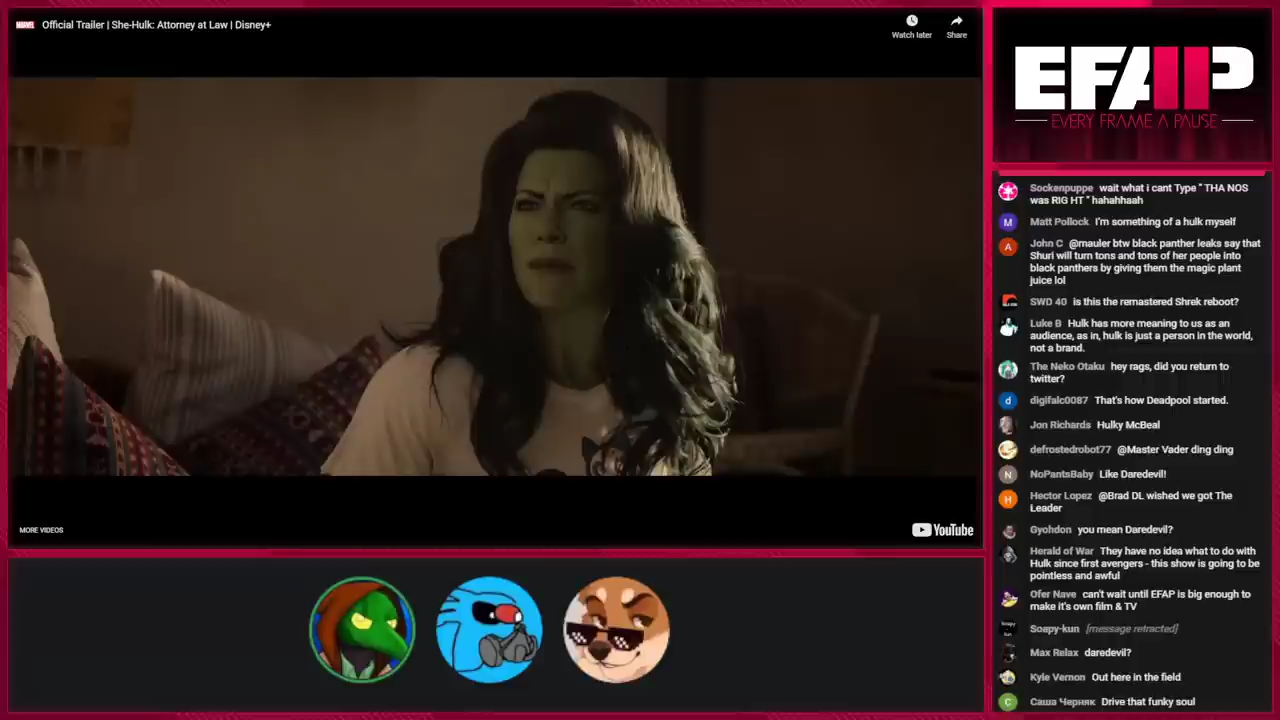 MARVEL Official Trailer | She-Hulk: Attorney at Law | Disney+
Watch later
Share
MORE VIDEOS
YouTube
EFAP
EVERY FRAME A PAUSE
Sockenpuppe wait what i cant Type " THA NOS
was RIG HT " hahahhaah
M
Matt Pollock I'm something of a hulk myself
A
John C @mauler btw black panther leaks say that
Shuri will turn tons and tons of her people into
black panthers by giving them the magic plant
juice lol
SWD 40 is this the remastered Shrek reboot?
Luke B Hulk has more meaning to us as an
audience, as in, hulk is just a person in the world,
not a brand.
The Neko Otaku hey rags, did you return to
twitter?
d
digifalc0087 That's how Deadpool started.
Jon Richards Hulky McBeal
defrostedrobot77 @Master Vader ding ding
N
NoPantsBaby Like Daredevil!
H
Hector Lopez @Brad DL wished we got The
Leader
Gyohdon you mean Daredevil?
Herald of War They have no idea what to do with
Hulk since first avengers - this show is going to be
pointless and awful
Ofer Nave can't wait until EFAP is big enough to
make it's own film & TV
Soapy-kun [message retracted]
Max Relax daredevil?
Kyle Vernon Out here in the field
С
Саша Черняк Drive that funky soul